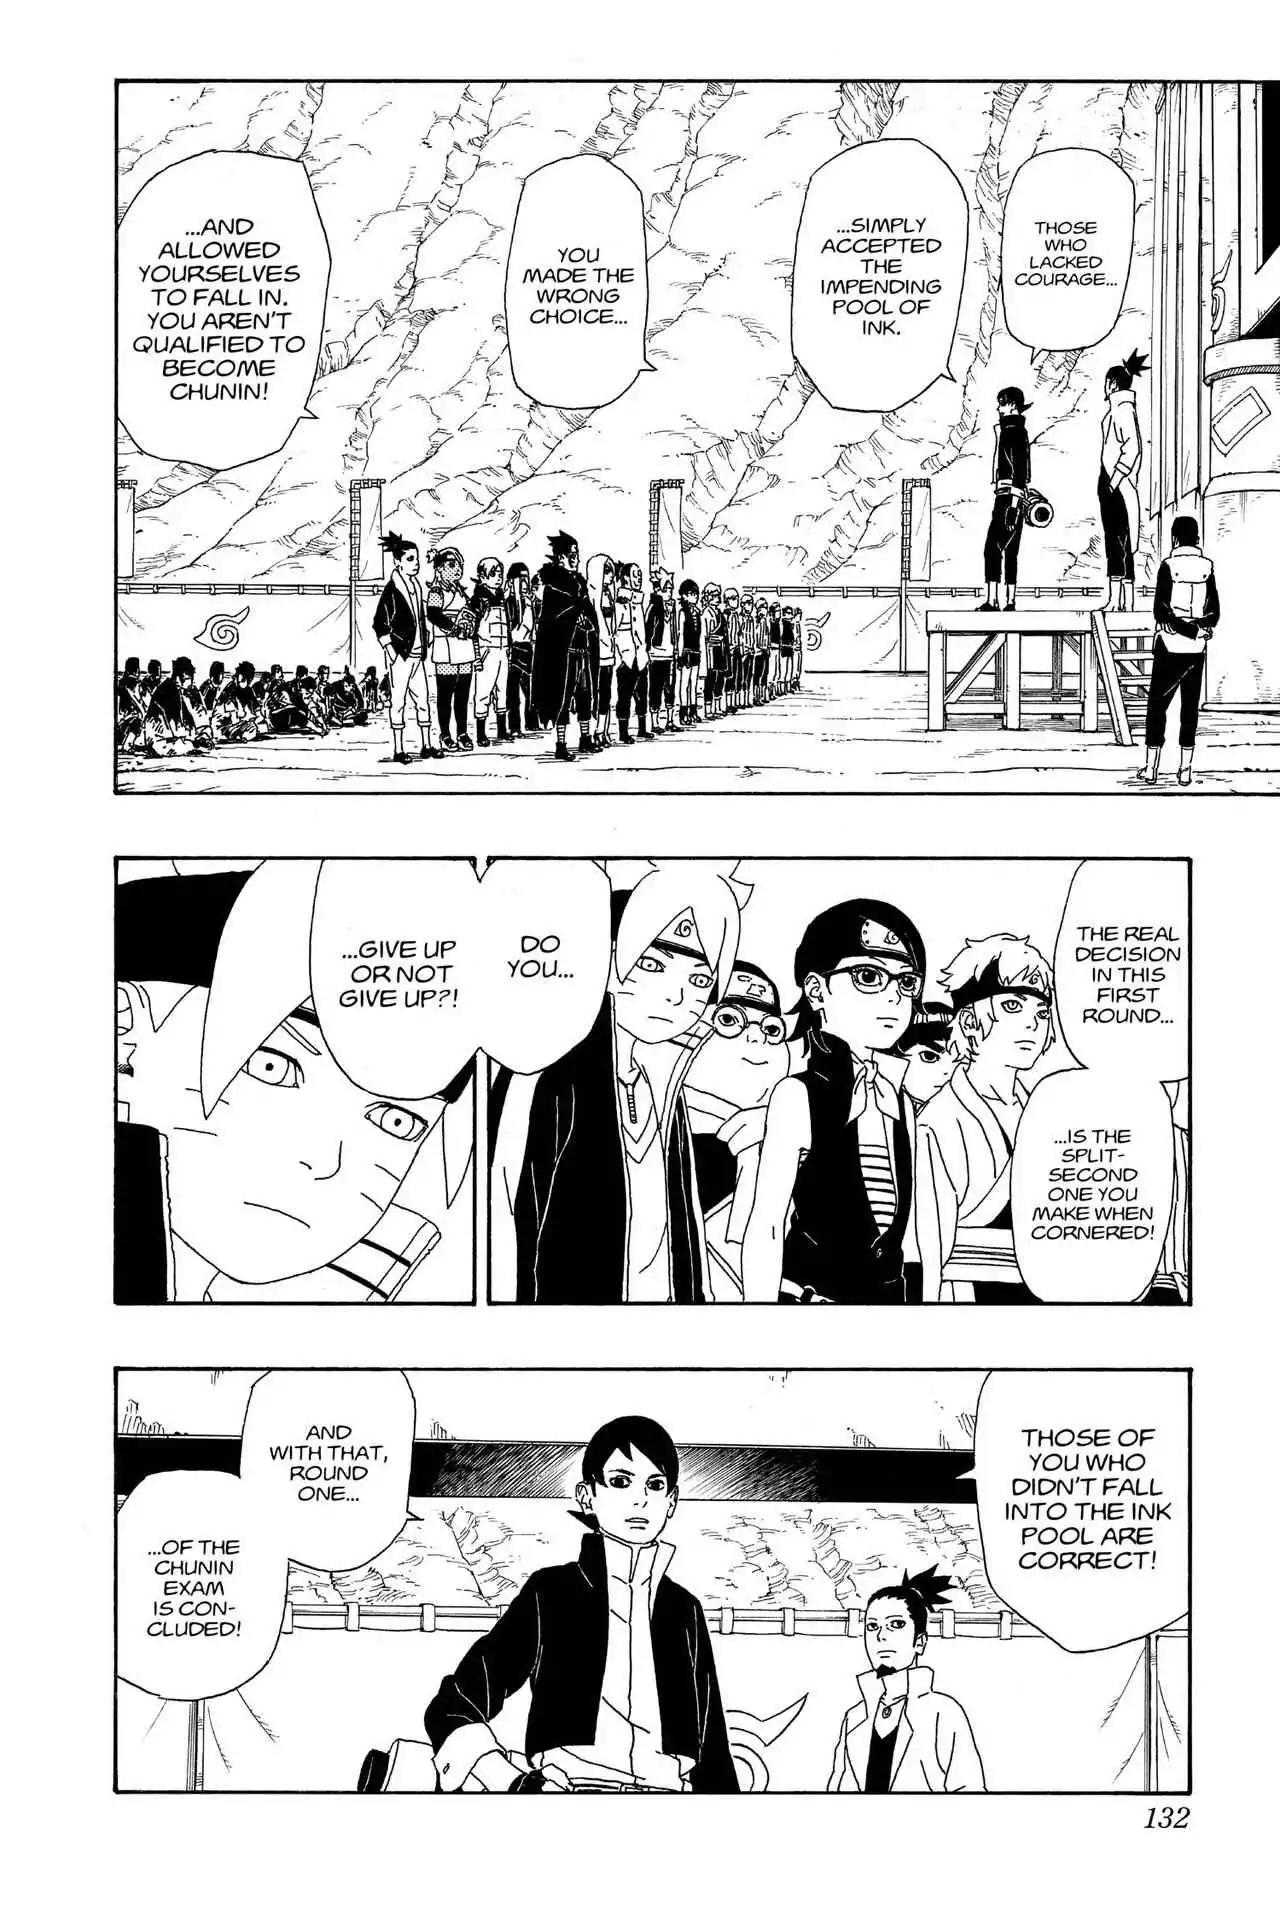 THOSE
WHO
LACKED
COURAGE...
...SIMPLY
ACCEPTED
THE
IMPENDING
POOL OF
INK.
YOU
MADE THE
WRONG
CHOICE...
...AND
ALLOWED
YOURSELVES
TO FALL IN.
YOU AREN'T
QUALIFIED TO
BECOME
CHUNIN!
THE REAL
DECISION
IN THIS
FIRST
ROUND...
...IS THE
SPLIT-
SECOND
ONE YOU
MAKE WHEN
CORNERED!
DO
YOU...
...GIVE UP
OR NOT
GIVE UP?!
THOSE OF
YOU WHO
DIDN'T FALL
INTO THE INK
POOL ARE
CORRECT!
AND
WITH THAT,
ROUND
ONE...
...OF THE
CHUNIN
EXAM
IS CON-
CLUDED!
132